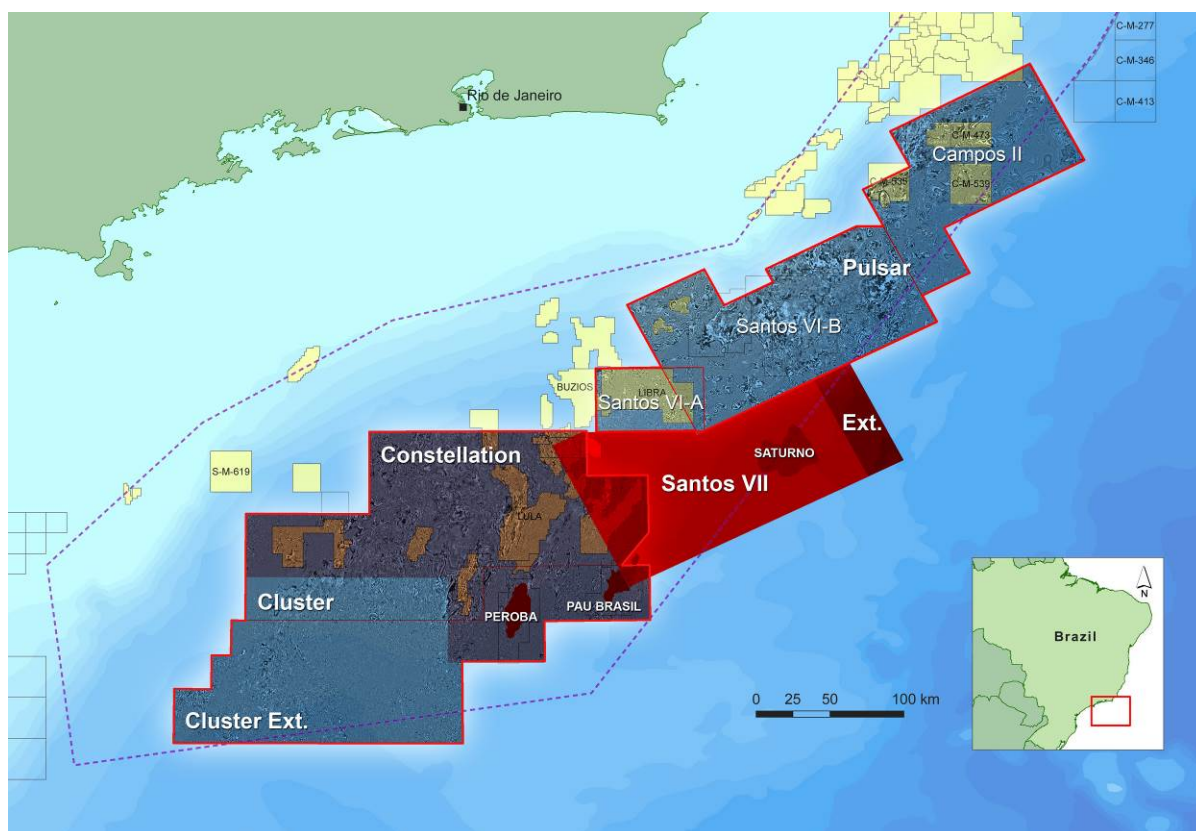 C-M-277
C-M-346
C-M-413
Rio de Janeiro
C-M-473
Campos II
C-M-535
C-M-539
Pulsar
Santos VI-B
BUZIOS
LIBRA
Santos VI-A
Ext.
Constellation
SATURNO
S-M-619
Santos VII
LULA
Cluster
PEROBA
PAU BRASIL
N
Brazil
0 25 50 100 km
Cluster Ext.